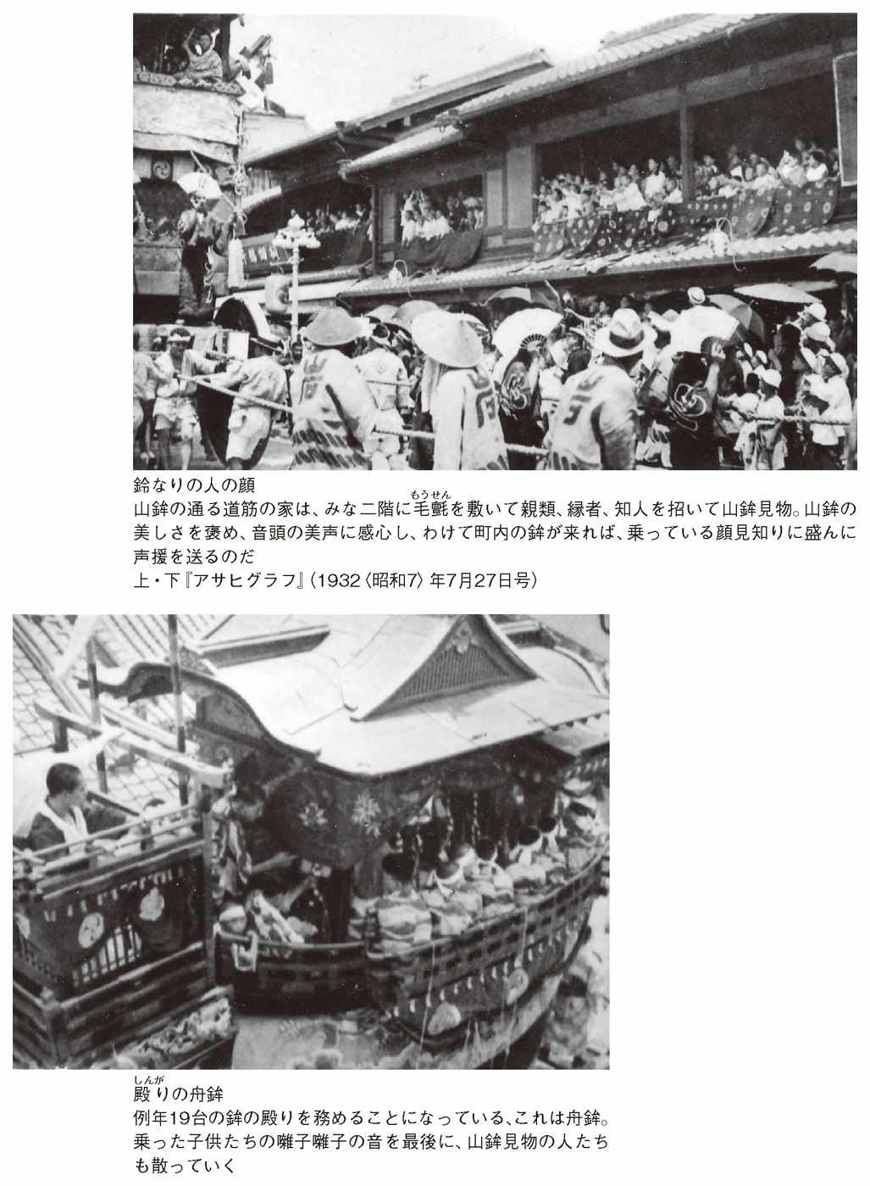 鈴なりの人の顔
山鉾の通る道筋の家は、みな二階に毛氈を敷いて親類、縁者、知人を招いて山鉾見物。山鉾の
もうせん
美しさを褒め、音頭の美声に感心し、わけて町内の鉾が来れば、乗っている顔見知りに盛んに
声援を送るのだ
上・下『アサヒグラフ』（1932〈昭和7〉年7月27日号）
しんが
殿りの舟鉾
例年19台の鉾の殿りを務めることになっている、これは舟鉾。
乗った子供たちの囃子囃子の音を最後に、山鉾見物の人たち
も散っていく